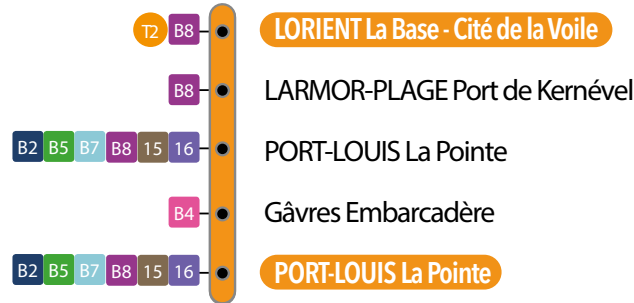 T2 B8 LORIENT La Base - Cité de la Voile
B8 LARMOR-PLAGE Port de Kernével
B2 B5 B7 B8 15 16 PORT-LOUIS La Pointe
B4 Gâvres Embarcadère
B2 B5 B7 B8 15 16 PORT-LOUIS La Pointe